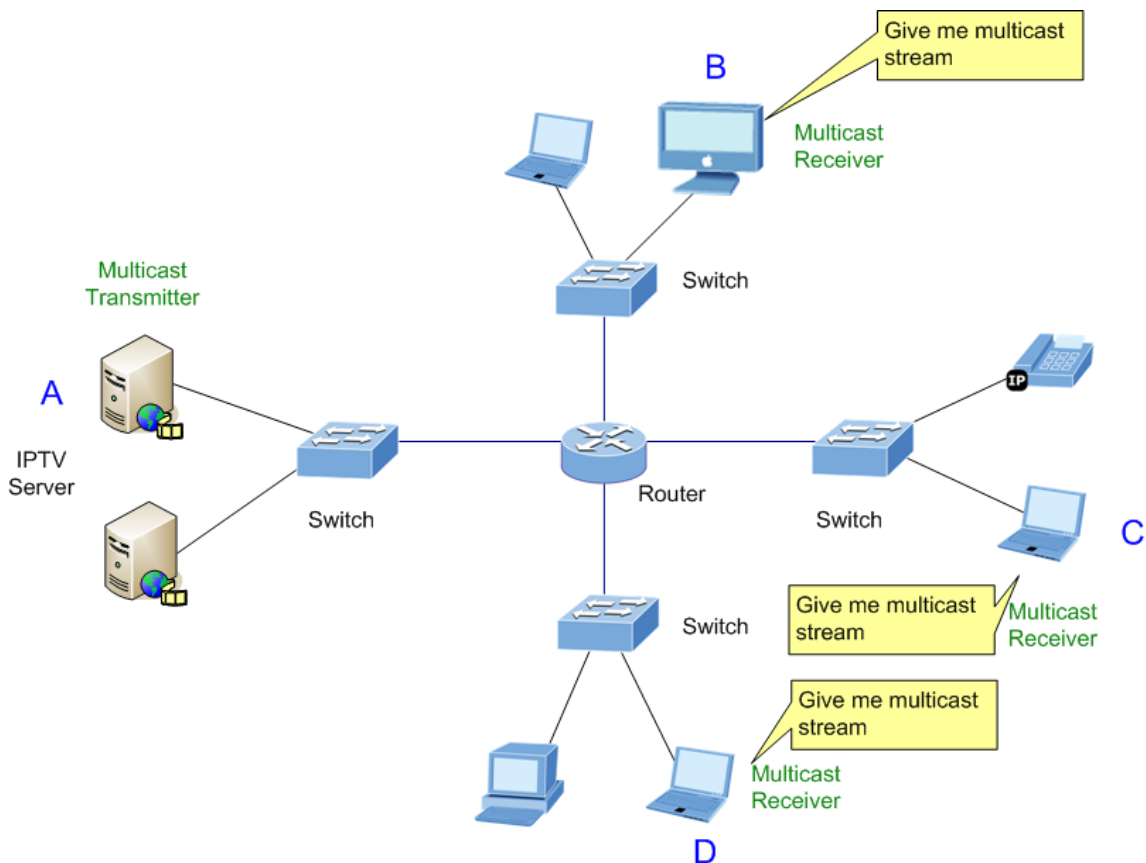 Give me multicast
stream
B
Multicast
Receiver
Switch
Multicast
Transmitter
A
IPTV
Server
Switch
Router
IP
Switch
C
Give me multicast
stream
Multicast
Receiver
Switch
Give me multicast
stream
Multicast
Receiver
D